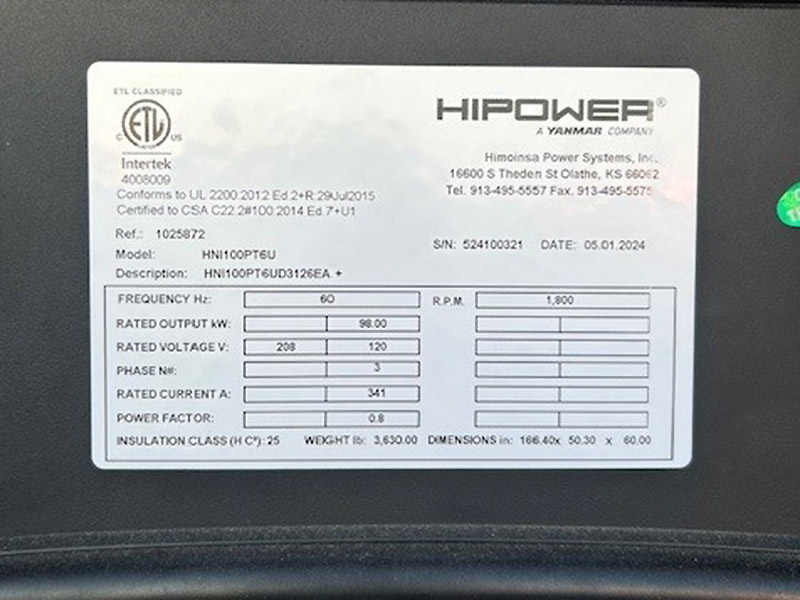 ETL CLASSIFIED
C ETL US
Intertek
4008009
Conforms to UL 2200:2012 Ed.2+R:29Jul2015
Certified to CSA C22.2#100:2014 Ed.7+U1
HIPOWER®
A YANMAR COMPANY
Himoinsa Power Systems, Inc.
16600 S Theden St Olathe, KS 66062
Tel. 913-495-5557 Fax. 913-495-5575
Ref.: 1025872
Model: HNI100PT6U
S/N: 524100321 DATE: 05.01.2024
Description: HNI100PT6UD3126EA +
FREQUENCY Hz: 60 R.P.M. 1,800
RATED OUTPUT kW: 98.00
RATED VOLTAGE V: 208 120
PHASE N#: 3
RATED CURRENT A: 341
POWER FACTOR: 0.8
INSULATION CLASS (H Cº): 25 WEIGHT lb: 3,630.00 DIMENSIONS in: 166.40x 50.30 x 60.00